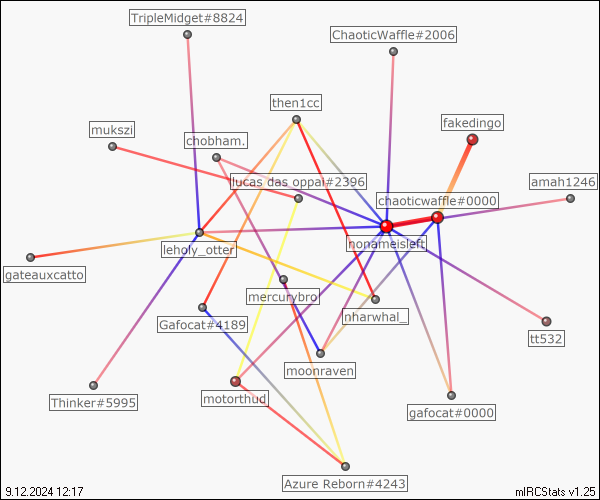 TripleMidget#8824
ChaoticWaffle#2006
then1cc
fakedingo
mukszi
chobham.
lucas das oppai#2396
amah1246
chaoticwaffle#0000
nonameisleft
leholy_otter
gateauxcatto
mercurybro!
nharwhal_
Gafocat#4189
tt532
moonraven
Thinker#5995
motorthud
gafocat#0000
Azure Reborn#4243
9.12.2024 12:17
mIRCStats v1.25